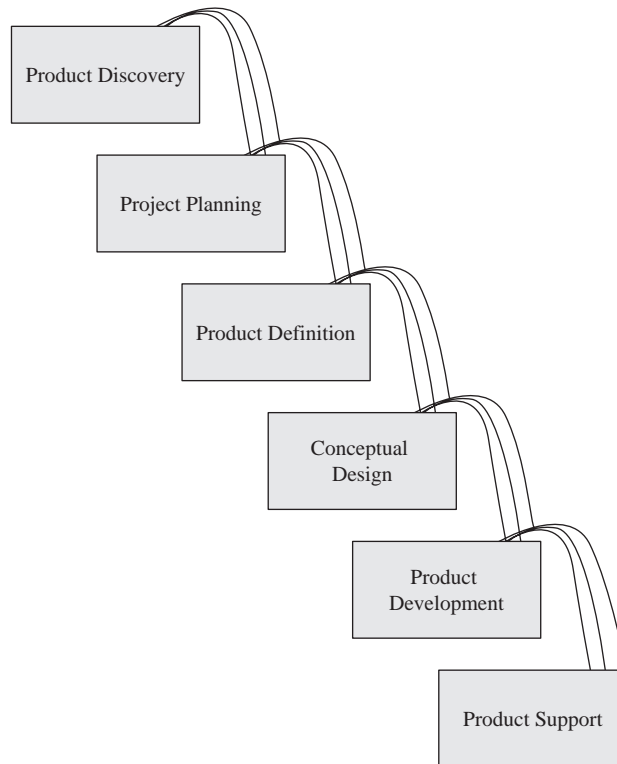 Product Discovery
Project Planning
Product Definition
Conceptual
Design
Product
Development
Product Support